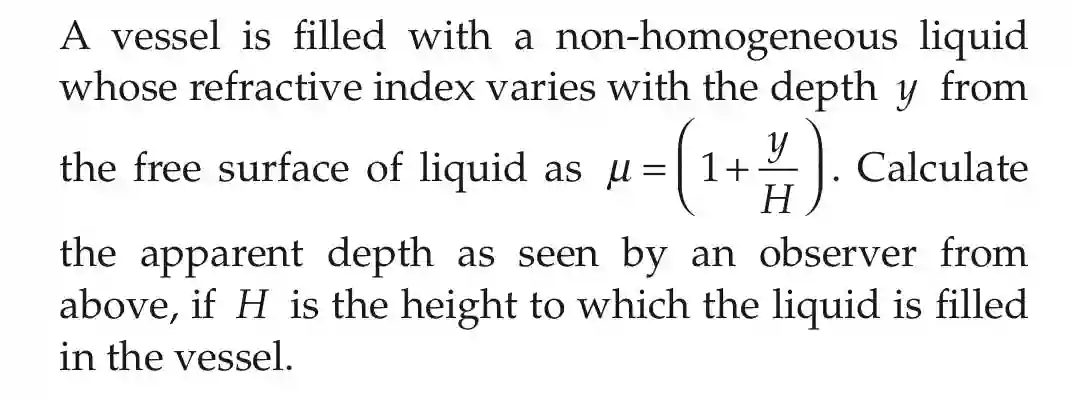 A vessel is filled with a non-homogeneous liquid
whose refractive index varies with the depth y from
the free surface of liquid as μ = (1 + y/H). Calculate
the apparent depth as seen by an observer from
above, if H is the height to which the liquid is filled
in the vessel.